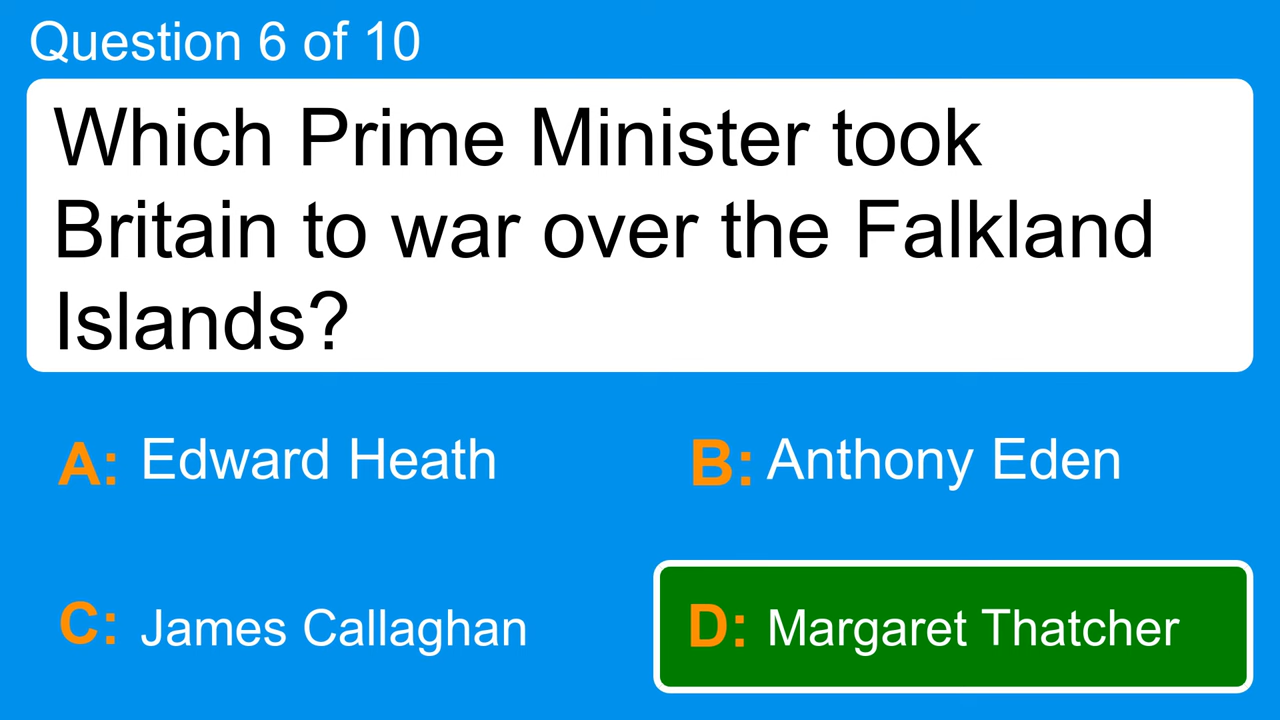 Question 6 of 10
Which Prime Minister took
Britain to war over the Falkland
Islands?
A: Edward Heath
B: Anthony Eden
C: James Callaghan
D: Margaret Thatcher